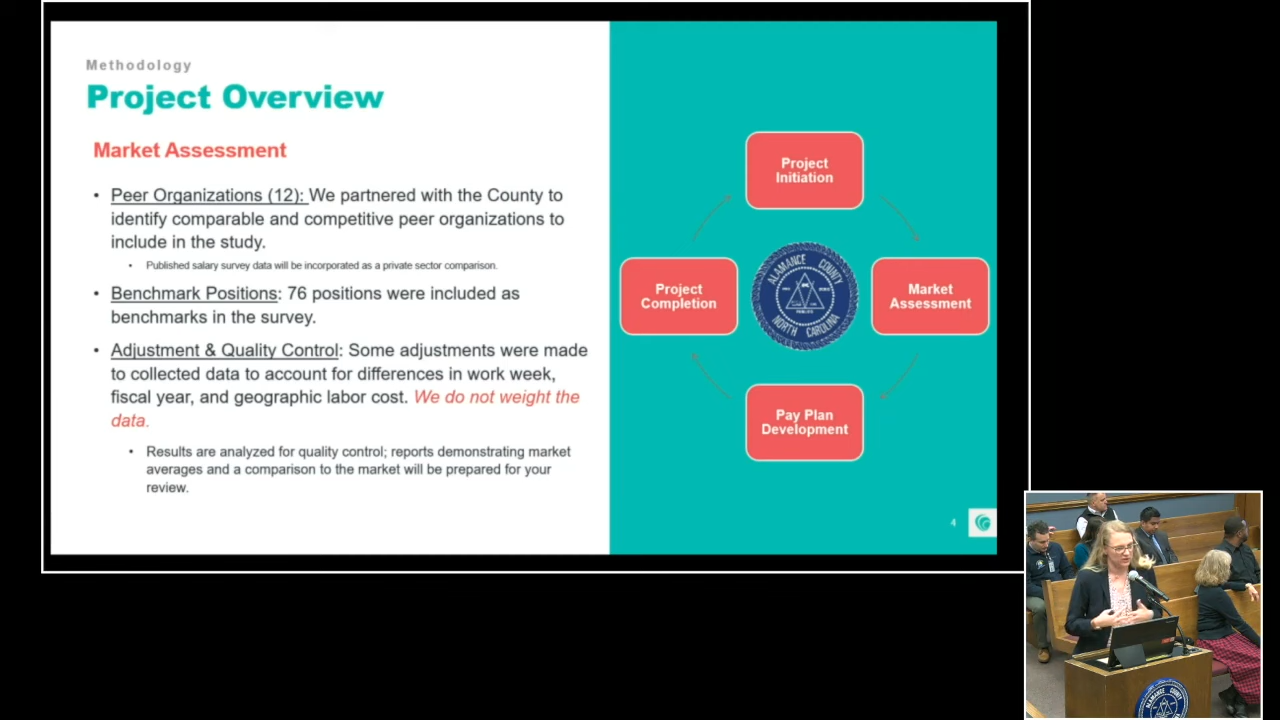 Methodology
Project Overview
Market Assessment
• Peer Organizations (12): We partnered with the County to
identify comparable and competitive peer organizations to
include in the study.
• Published salary survey data will be incorporated as a private sector comparison.
• Benchmark Positions: 76 positions were included as
benchmarks in the survey.
• Adjustment & Quality Control: Some adjustments were made
to collected data to account for differences in work week,
fiscal year, and geographic labor cost. We do not weight the
data.
• Results are analyzed for quality control; reports demonstrating market
averages and a comparison to the market will be prepared for your
review.
Project
Initiation
Project
Completion
ALAMANCE COUNTY
NORTH CAROLINA
Market
Assessment
Pay Plan
Development
4
ALAMANCE COUNTY